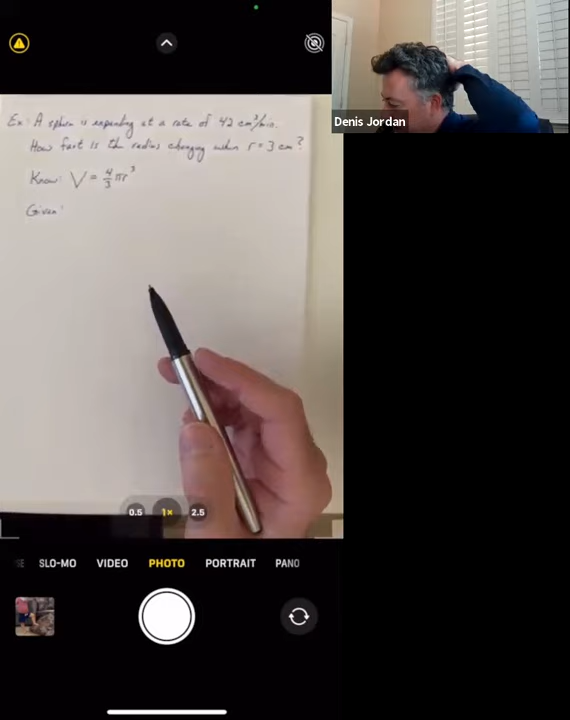 Denis Jordan
Ex: A sphere is expanding at a rate of 42 cm³/min.
How fast is the radius changing when r = 3 cm?
Know: V = 4/3 πr³
Given:
0.5 1× 2.5
SLO-MO VIDEO PHOTO PORTRAIT PANO